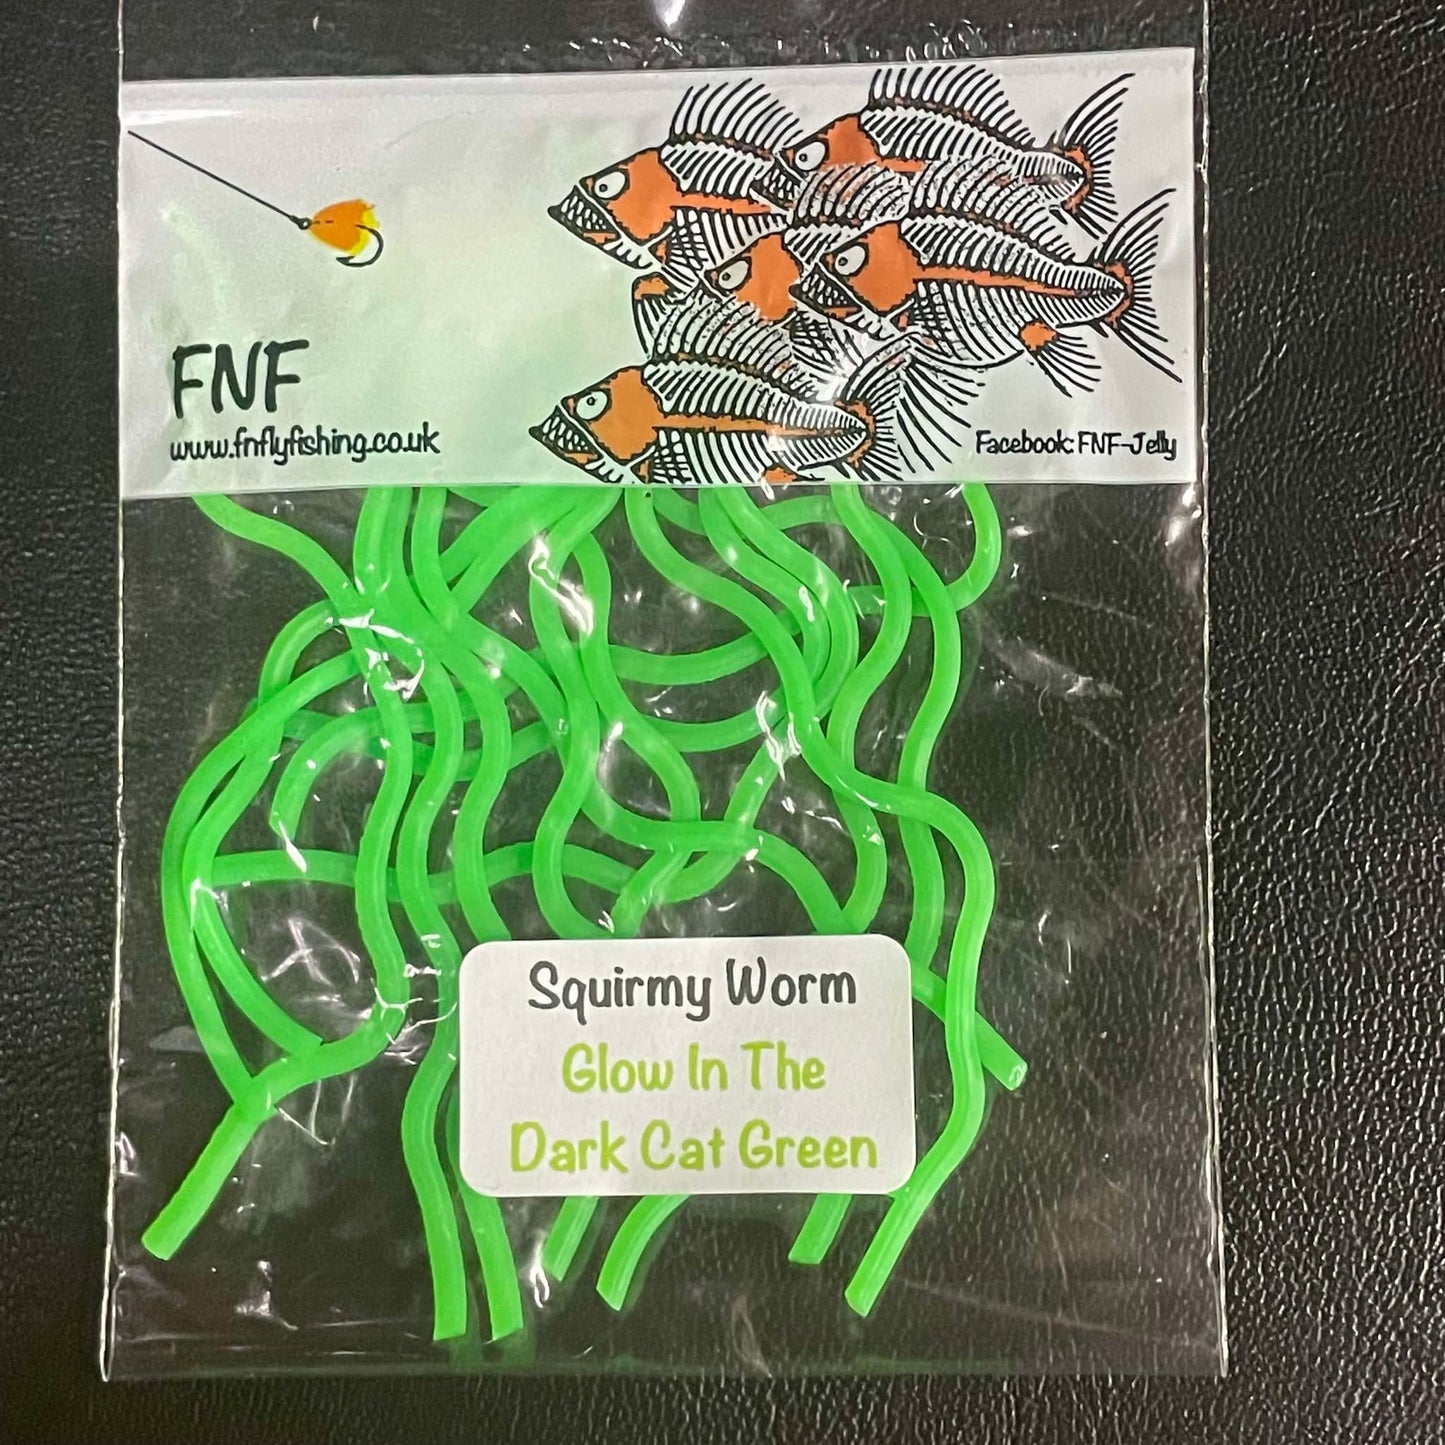 FNF
www.fnflyfishing.co.uk
Facebook: FNF-Jelly
Squirmy Worm
Glow In The
Dark Cat Green